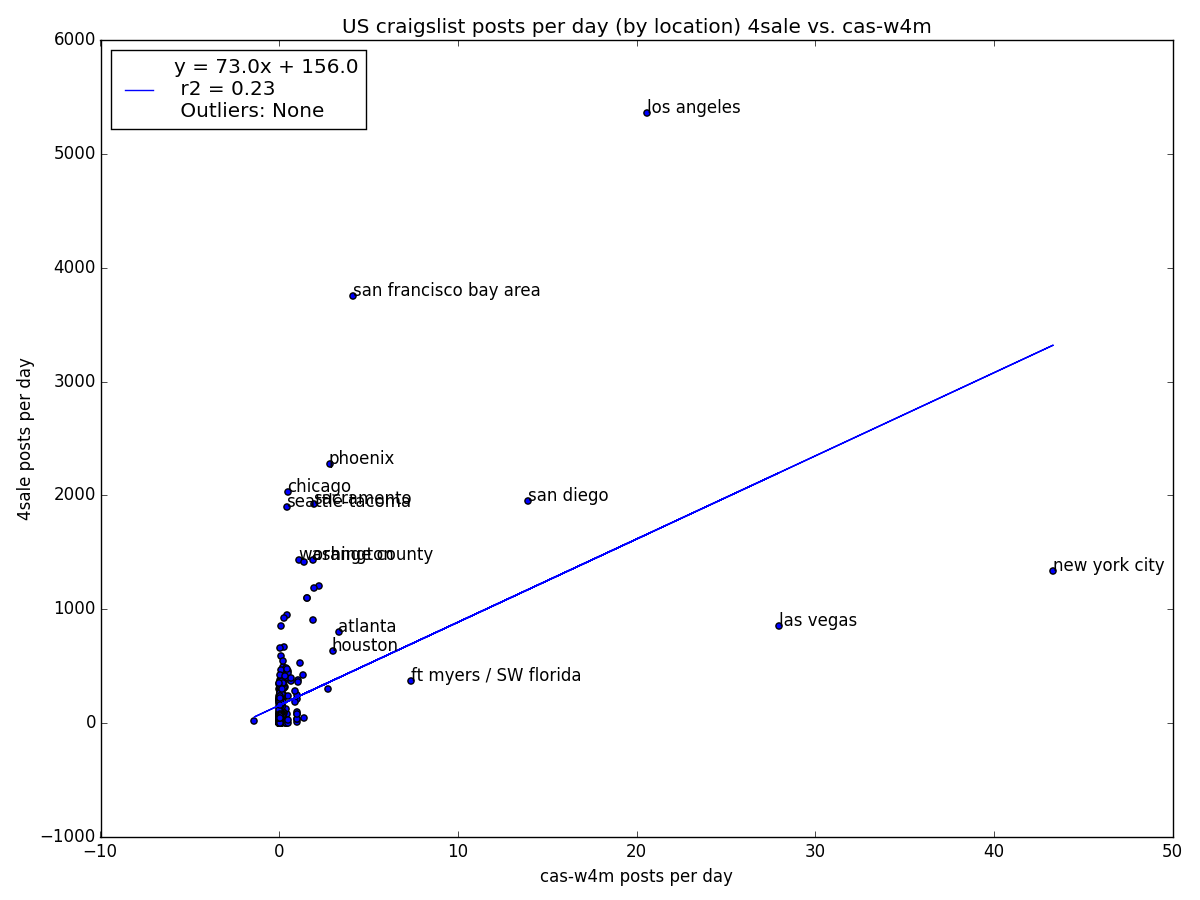 US craigslist posts per day (by location) 4sale vs. cas-w4m
y = 73.0x + 156.0
r2 = 0.23
Outliers: None
6000
5000
4000
3000
2000
1000
0
−1000
4sale posts per day
los angeles
san francisco bay area
phoenix
chicago
sacramento
seattle-tacoma
san diego
washington
orange county
new york city
las vegas
atlanta
houston
ft myers / SW florida
−10
0
10
20
30
40
50
cas-w4m posts per day